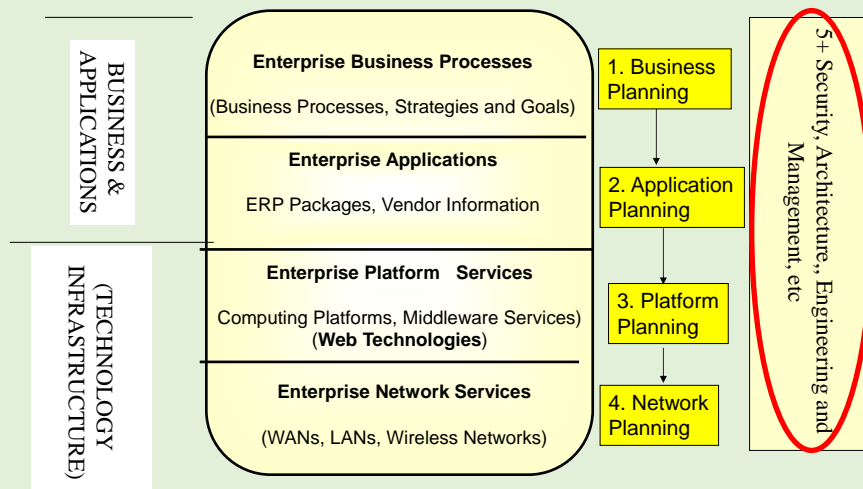 BUSINESS &
APPLICATIONS
(TECHNOLOGY
INFRASTRUCTURE)
Enterprise Business Processes
(Business Processes, Strategies and Goals)
Enterprise Applications
ERP Packages, Vendor Information
Enterprise Platform Services
Computing Platforms, Middleware Services)
(Web Technologies)
Enterprise Network Services
(WANs, LANs, Wireless Networks)
1. Business
Planning
2. Application
Planning
3. Platform
Planning
4. Network
Planning
5+ Security, Architecture,, Engineering and
Management, etc